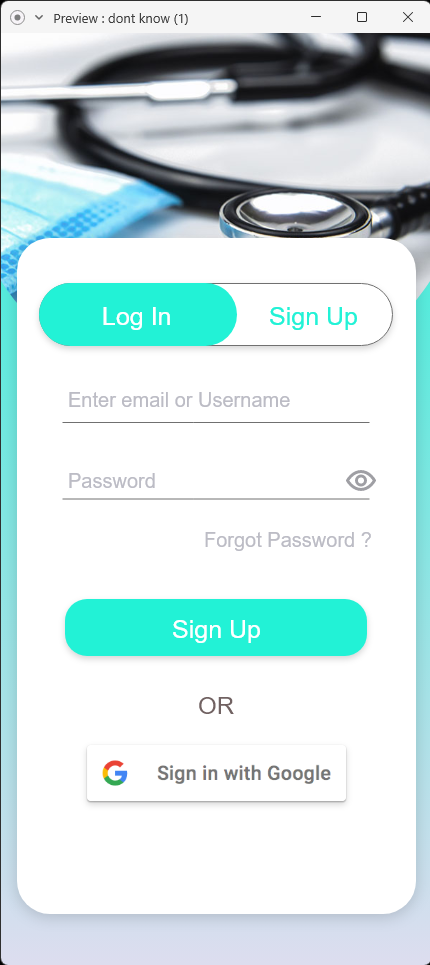 Preview : dont know (1)
Log In
Sign Up
Enter email or Username
Password
Forgot Password ?
Sign Up
OR
Sign in with Google